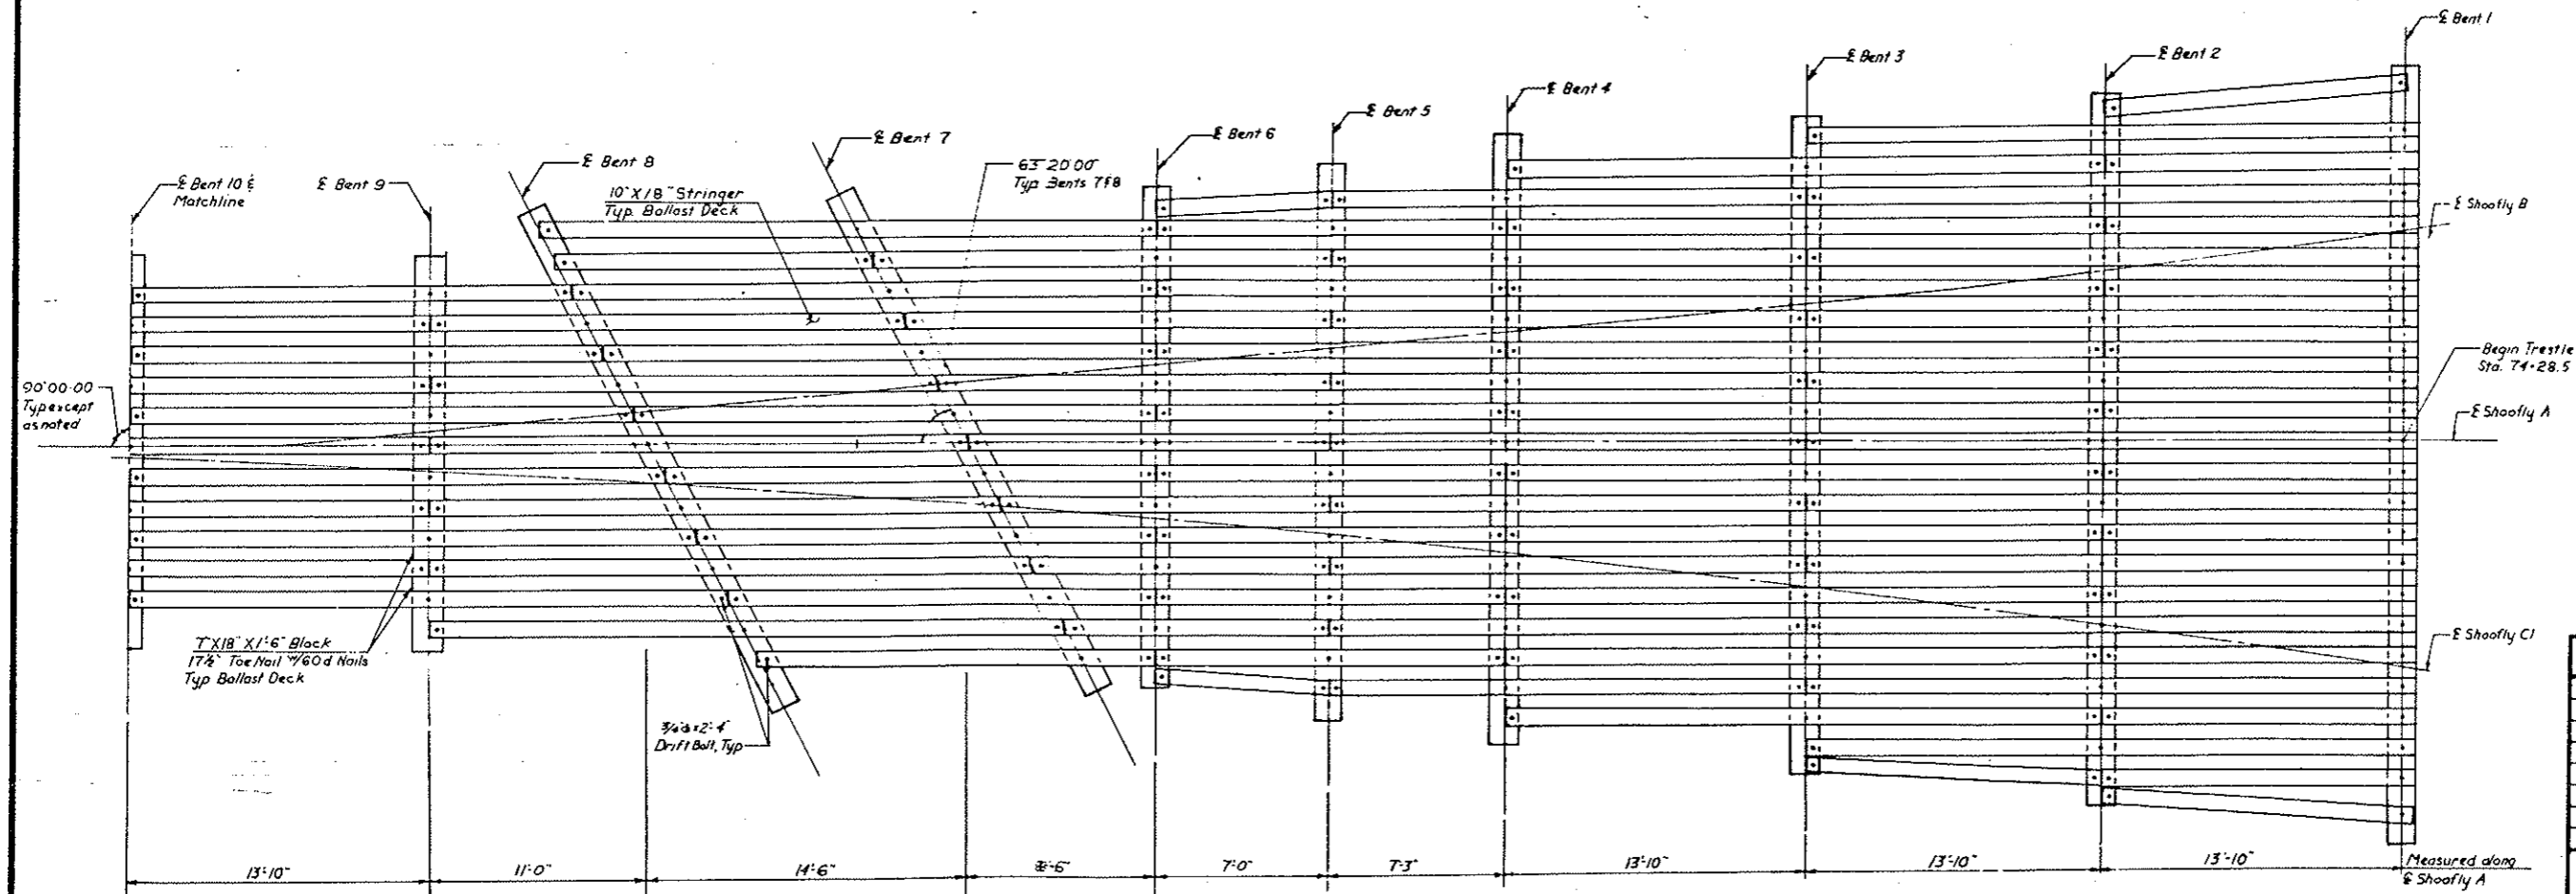 ℄ Bent 1
℄ Bent 2
℄ Bent 3
℄ Bent 4
℄ Bent 5
℄ Bent 6
℄ Bent 7
℄ Bent 8
℄ Bent 9
℄ Bent 10 &
Matchline
63°20'00"
Typ. Bents 7&8
10"X18" Stringer
Typ. Ballast Deck
℄ Shoofly B
Begin Trestle
Sta. 74+28.5
℄ Shoofly A
90°00'00
Typ except
as noted
℄ Shoofly C1
7"X18"X1'-6" Block
17½" Toe Nail W/60d Nails
Typ Ballast Deck
¾"ø x2'-4"
Drift Bolt, Typ
13'-10"
11'-0"
14'-6"
7'-0"
7'-3"
13'-10"
13'-10"
13'-10"
Measured along
℄ Shoofly A